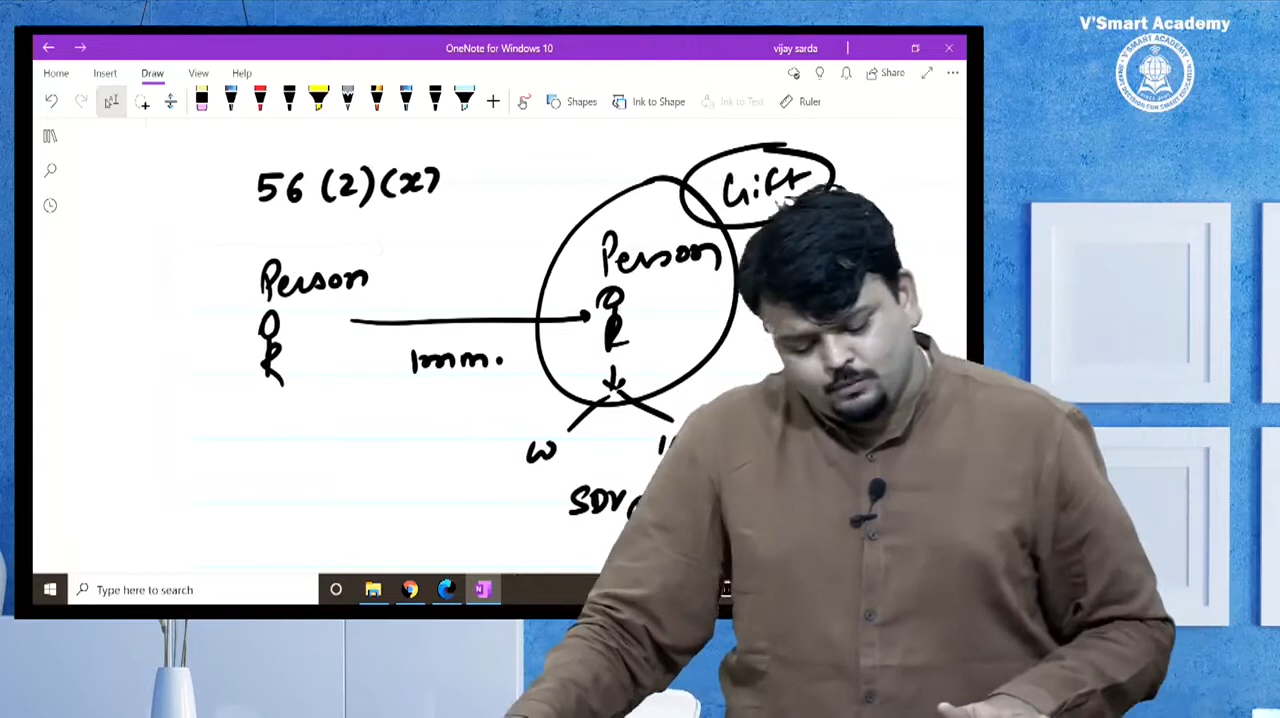 V'Smart Academy
OneNote for Windows 10
vijay sarda
Home Insert Draw View Help
Share
Shapes
Ink to Shape
Ink to Text
Ruler
56 (2)(x)
Gift
Person
Person
imm.
W
SDV
Type here to search